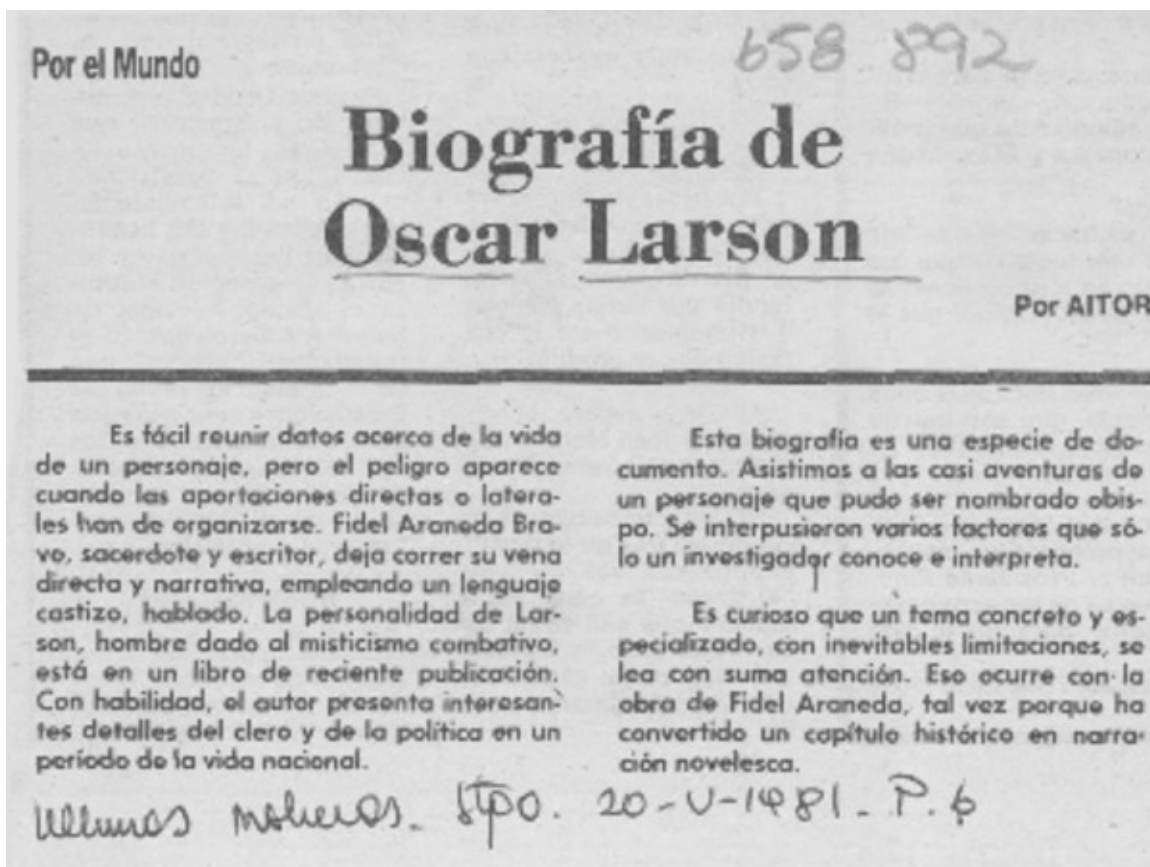 Por el Mundo
658 892
Biografía de
Oscar Larson
Por AITOR
Es fácil reunir datos acerca de la vida
de un personaje, pero el peligro aparece
cuando las aportaciones directas o latera-
les han de organizarse. Fidel Araneda Bra-
vo, sacerdote y escritor, deja correr su vena
directa y narrativa, empleando un lenguaje
castizo, hablado. La personalidad de Lar-
son, hombre dado al misticismo combativo,
está en un libro de reciente publicación.
Con habilidad, el autor presenta interesan-
tes detalles del clero y de la política en un
período de la vida nacional.
Esta biografía es una especie de do-
cumento. Asistimos a las casi aventuras de
un personaje que pudo ser nombrado obis-
po. Se interpusieron varios factores que só-
lo un investigador conoce e interpreta.
Es curioso que un tema concreto y es-
pecializado, con inevitables limitaciones, se
lea con suma atención. Eso ocurre con la
obra de Fidel Araneda, tal vez porque ha
convertido un capítulo histórico en narra-
ción novelesca.
Ultimas Noticias. Stgo. 20-V-1981. P. 6